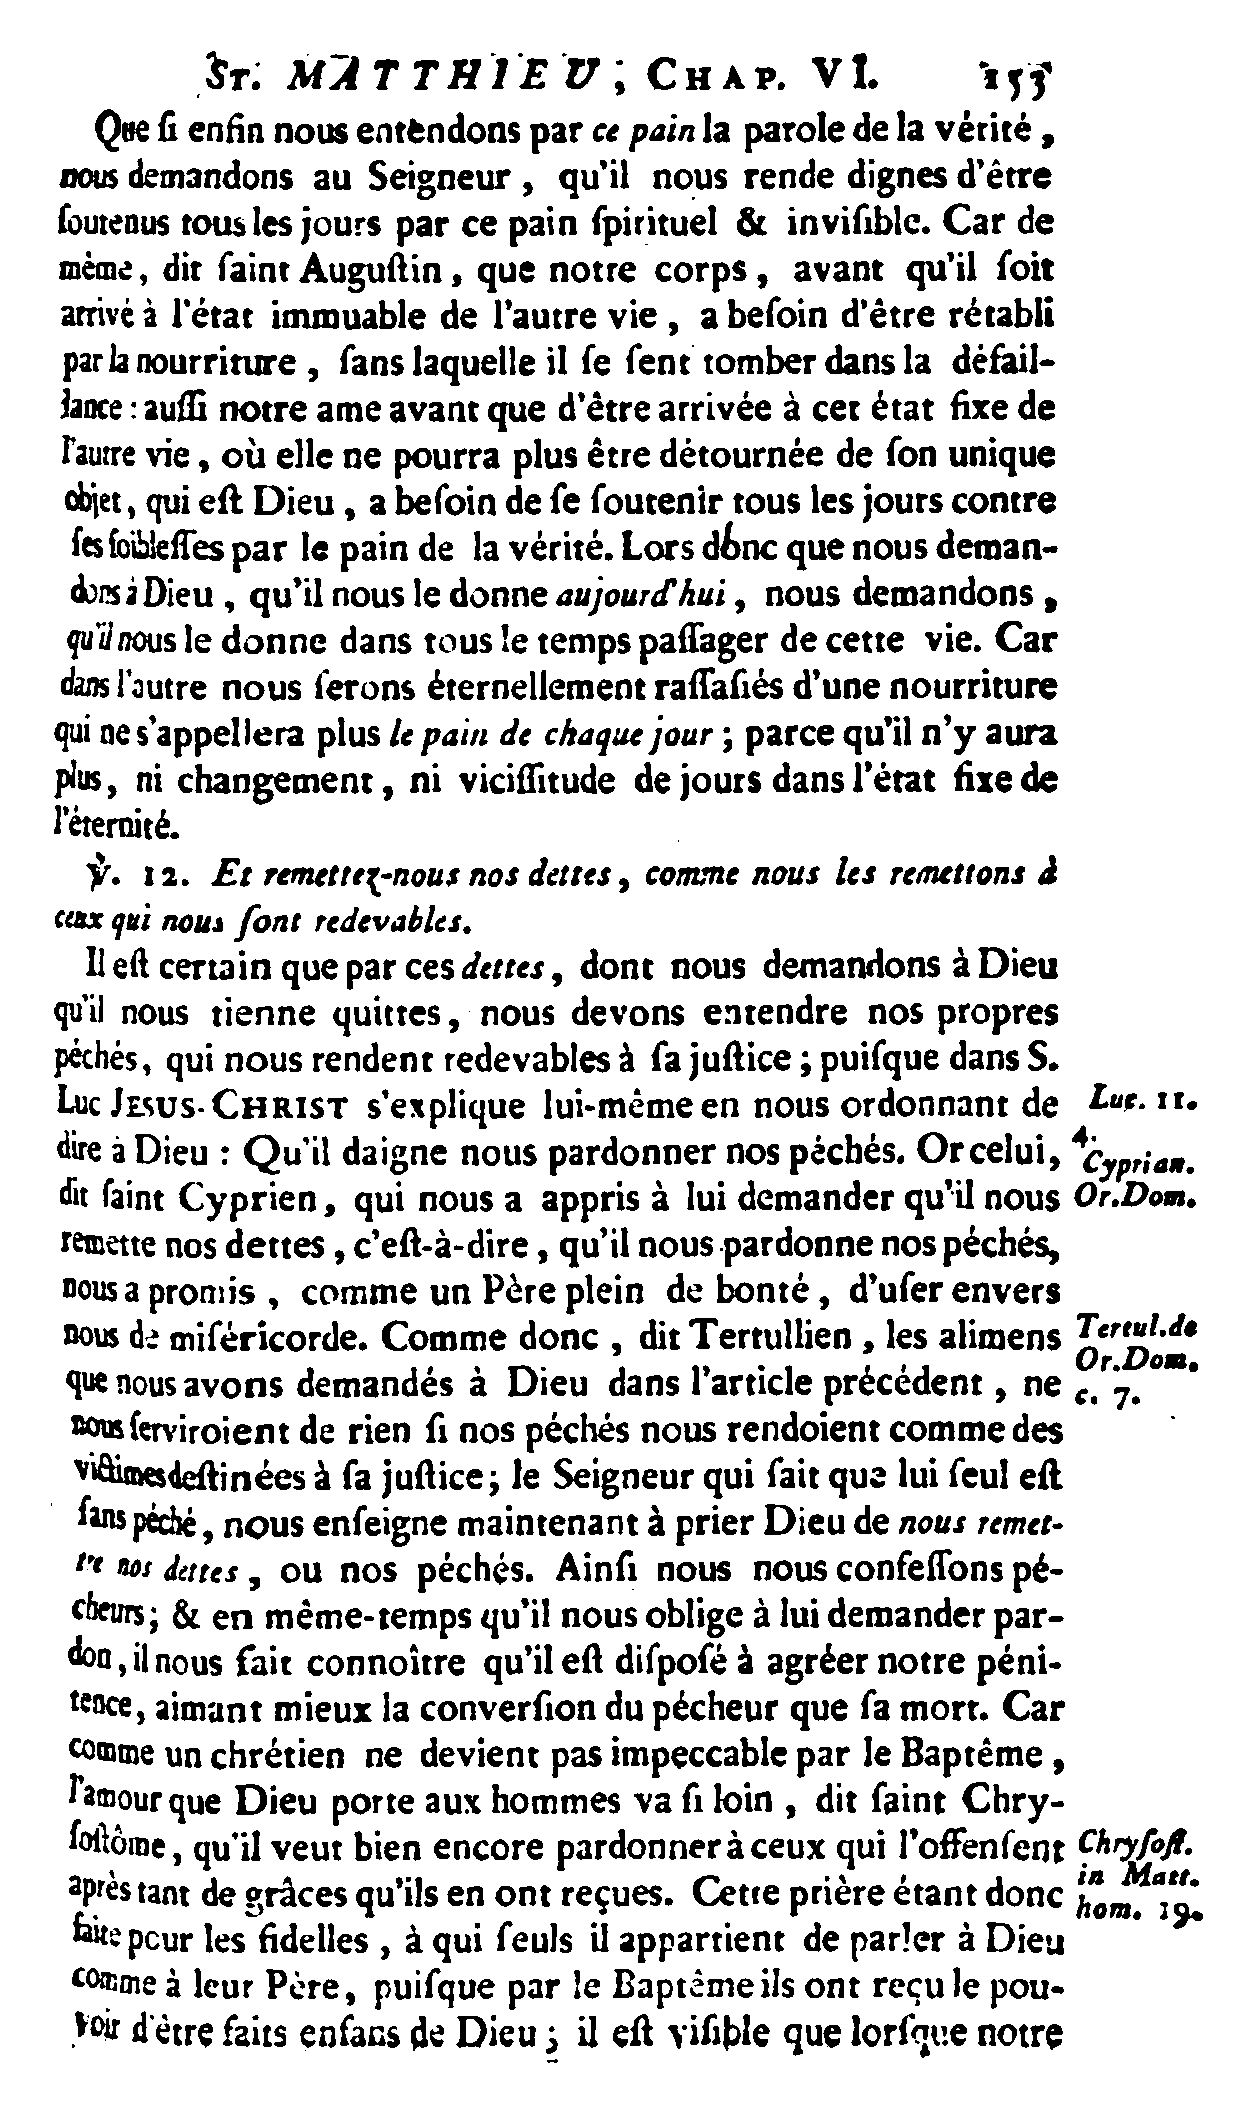 ST. MATTHIEU, CHAP. VI. 155
Que ſi enfin nous entendons par ce pain la parole de la vérité,
nous demandons au Seigneur, qu'il nous rende dignes d'être
ſoutenus tous les jours par ce pain ſpirituel & inviſible. Car de
même, dit ſaint Auguſtin, que notre corps, avant qu'il ſoit
arrivé à l'état immuable de l'autre vie, a beſoin d'être rétabli
par la nourriture, ſans laquelle il ſe ſent tomber dans la défail-
lance : auſſi notre ame avant que d'être arrivée à cet état fixe de
l'autre vie, où elle ne pourra plus être détournée de ſon unique
objet, qui eſt Dieu, a beſoin de ſe ſoutenir tous les jours contre
ſes foibleſſes par le pain de la vérité. Lors donc que nous deman-
dons à Dieu, qu'il nous le donne aujourd'hui, nous demandons,
qu'il nous le donne dans tous le temps paſſager de cette vie. Car
dans l'autre nous ſerons éternellement raſſaſiés d'une nourriture
qui ne s'appellera plus le pain de chaque jour ; parce qu'il n'y aura
plus, ni changement, ni viciſſitude de jours dans l'état fixe de
l'éternité.
℣. 12. Et remettez-nous nos dettes, comme nous les remettons à
ceux qui nous ſont redevables.
Il eſt certain que par ces dettes, dont nous demandons à Dieu
qu'il nous tienne quittes, nous devons entendre nos propres
péchés, qui nous rendent redevables à ſa juſtice ; puiſque dans S.
Luc JESUS-CHRIST s'explique lui-même en nous ordonnant de
Luc. 11.
4.
dire à Dieu : Qu'il daigne nous pardonner nos péchés. Or celui,
Cyprian.
Or. Dom.
dit ſaint Cyprien, qui nous a appris à lui demander qu'il nous
remette nos dettes, c'eſt-à-dire, qu'il nous pardonne nos péchés,
nous a promis, comme un Père plein de bonté, d'uſer envers
nous de miſéricorde. Comme donc, dit Tertullien, les alimens
Tertul. de
Or. Dom.
c. 7.
que nous avons demandés à Dieu dans l'article précédent, ne
nous ſerviroient de rien ſi nos péchés nous rendoient comme des
victimes deſtinées à ſa juſtice ; le Seigneur qui ſait que lui ſeul eſt
ſans péché, nous enſeigne maintenant à prier Dieu de nous remet-
tre nos dettes, ou nos péchés. Ainſi nous nous confeſſons pé-
cheurs ; & en même-temps qu'il nous oblige à lui demander par-
don, il nous fait connoître qu'il eſt diſpoſé à agréer notre péni-
tence, aimant mieux la converſion du pécheur que ſa mort. Car
comme un chrétien ne devient pas impeccable par le Baptême,
l'amour que Dieu porte aux hommes va ſi loin, dit ſaint Chry-
ſoſtôme, qu'il veut bien encore pardonner à ceux qui l'offenſent
Chryſoſt.
in Matt.
hom. 19.
après tant de grâces qu'ils en ont reçues. Cette prière étant donc
faite pour les fidelles, à qui ſeuls il appartient de parler à Dieu
comme à leur Père, puiſque par le Baptême ils ont reçu le pou-
voir d'être faits enfans de Dieu ; il eſt viſible que lorſque notre